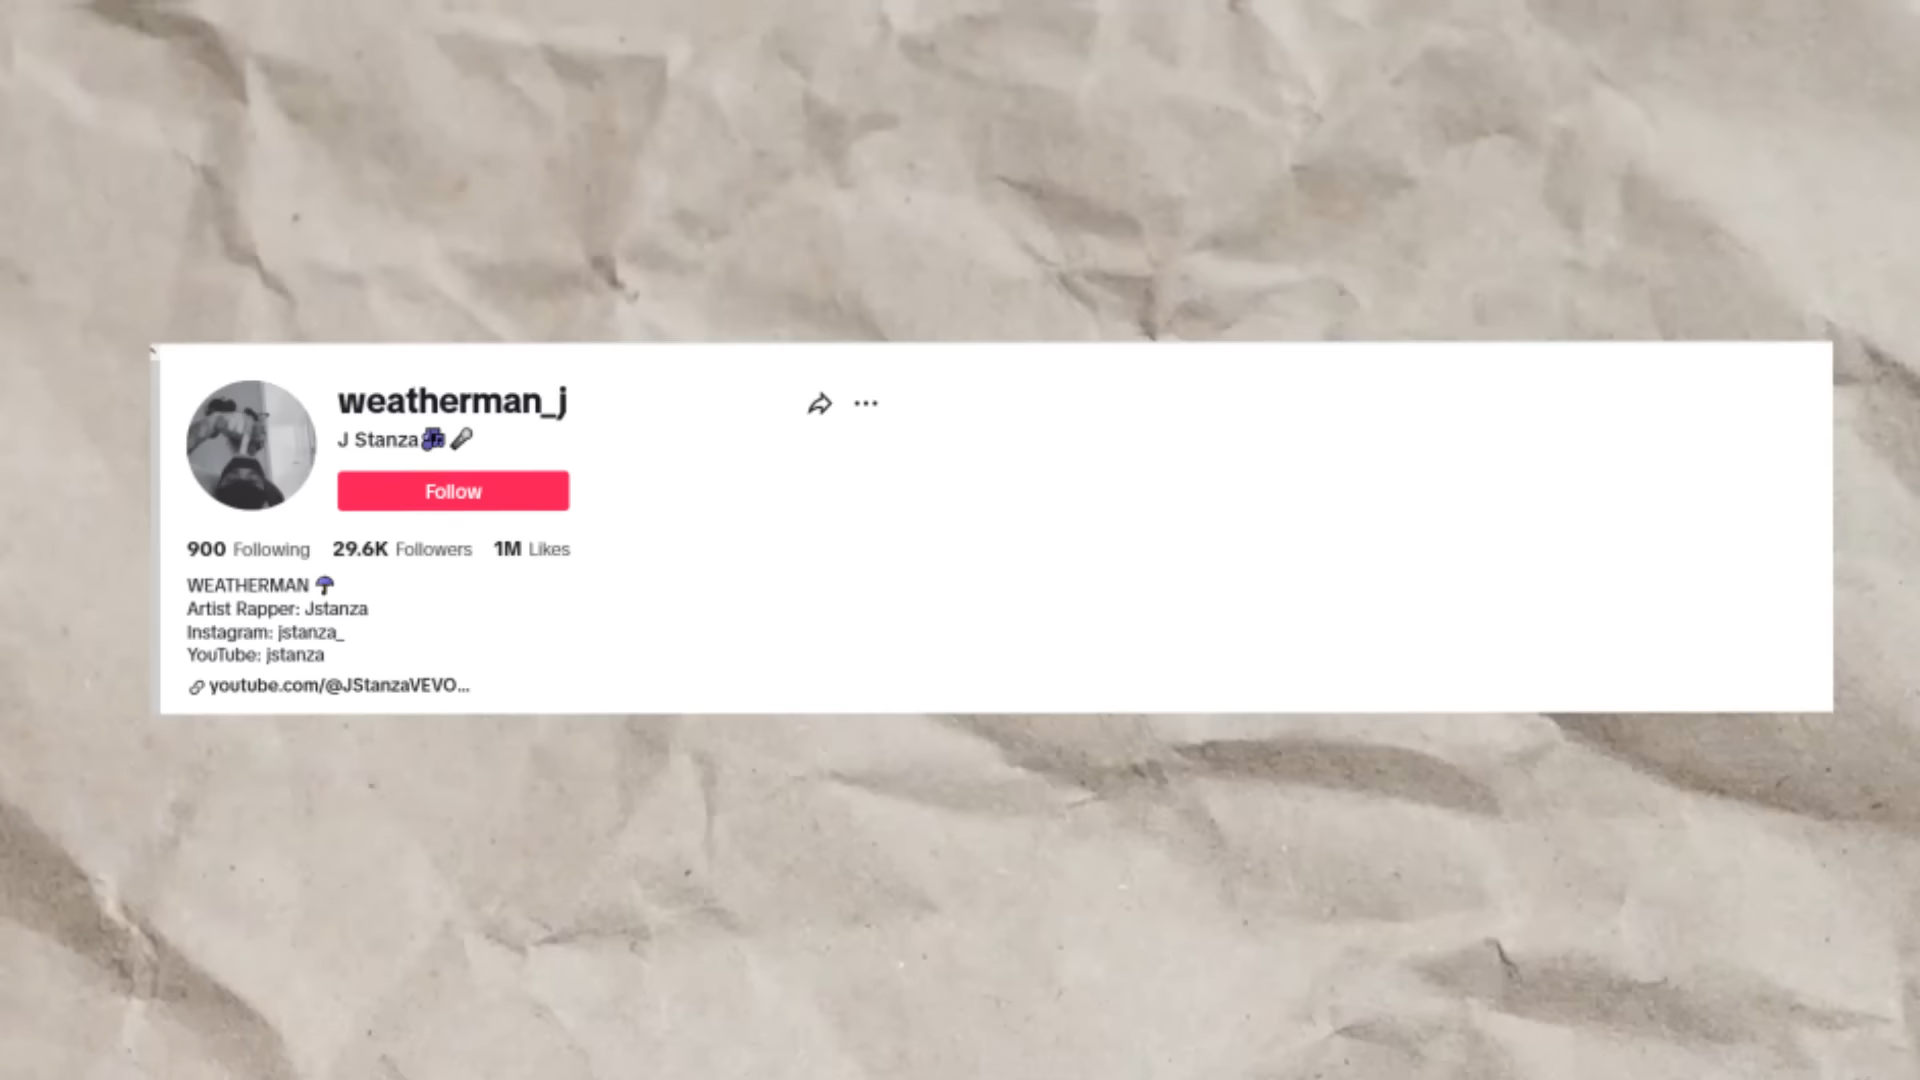 weatherman_j
J Stanza
Follow
900 Following 29.6K Followers 1M Likes
WEATHERMAN
Artist Rapper: Jstanza
Instagram: jstanza_
YouTube: jstanza
youtube.com/@JStanzaVEVO...